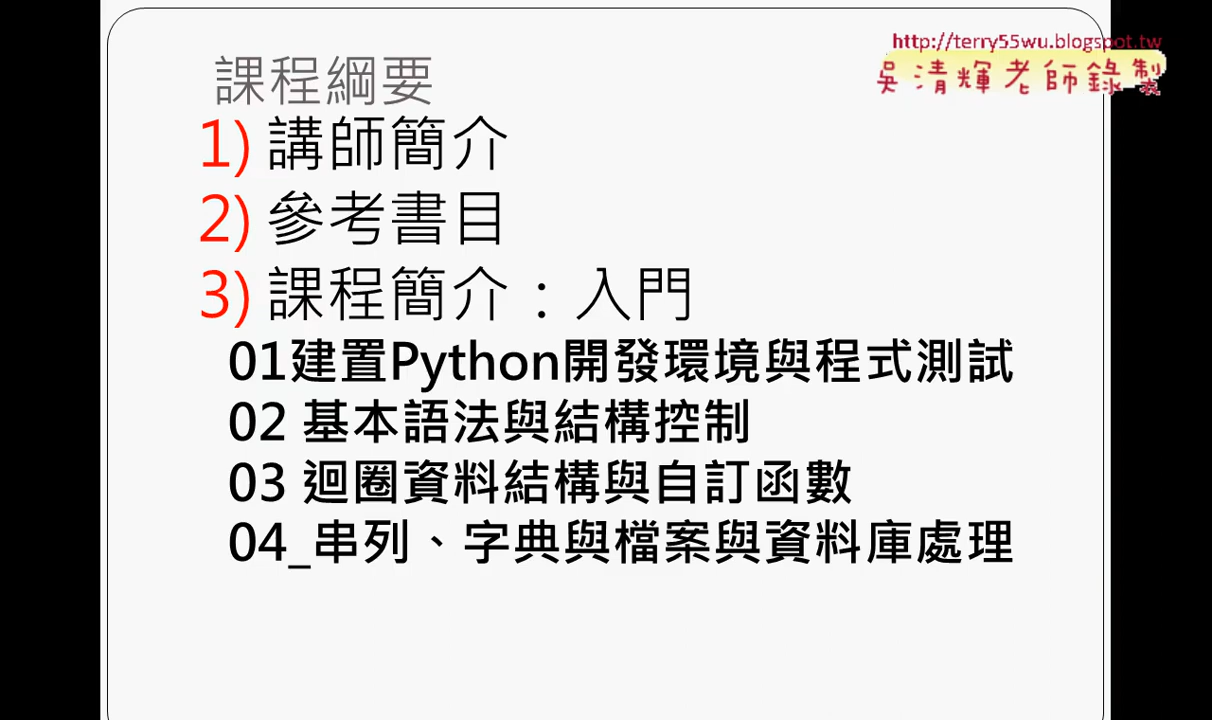 http://terry55wu.blogspot.tw
吳清輝老師錄製
課程綱要
1) 講師簡介
2) 參考書目
3) 課程簡介：入門
01建置Python開發環境與程式測試
02 基本語法與結構控制
03 迴圈資料結構與自訂函數
04_串列、字典與檔案與資料庫處理